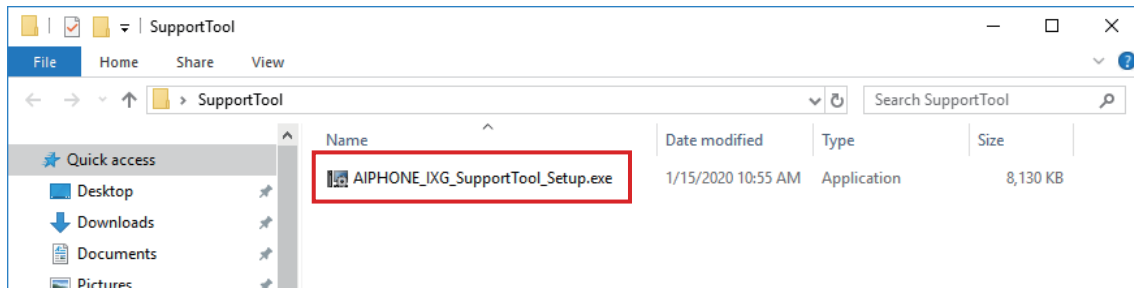 SupportTool
File Home Share View
SupportTool Search SupportTool
Name Date modified Type Size
Quick access
AIPHONE_IXG_SupportTool_Setup.exe 1/15/2020 10:55 AM Application 8,130 KB
Desktop
Downloads
Documents
Pictures